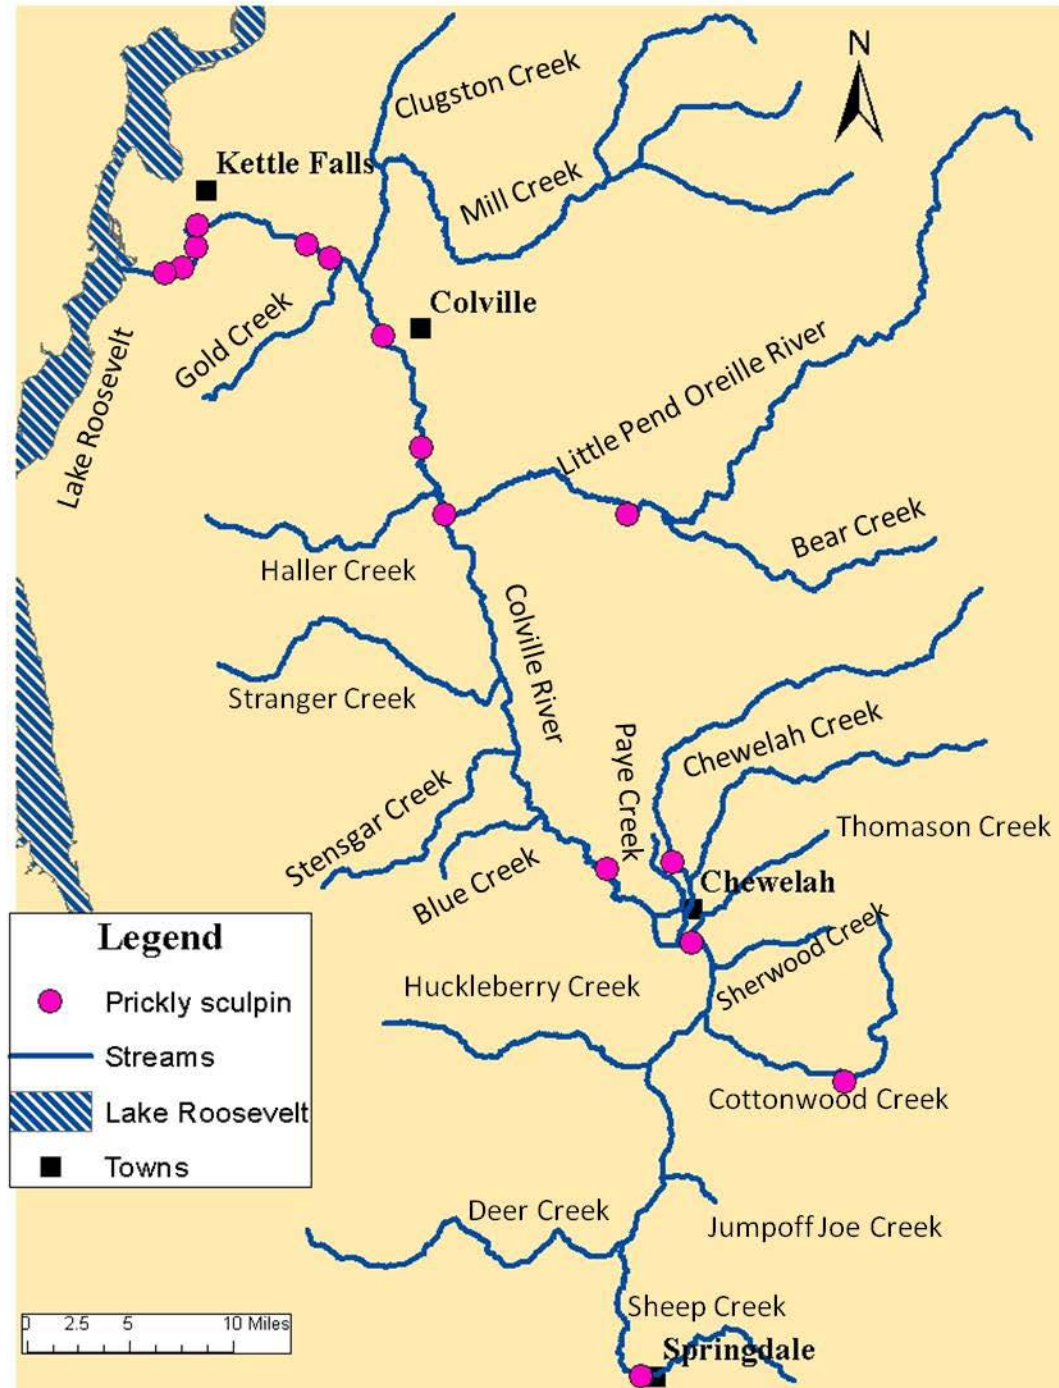 N
Clugston Creek
Kettle Falls
Mill Creek
Colville
Gold Creek
Lake Roosevelt
Little Pend Oreille River
Bear Creek
Haller Creek
Colville River
Stranger Creek
Paye Creek
Chewelah Creek
Stensgar Creek
Thomason Creek
Blue Creek
Chewelah
Sherwood Creek
Huckleberry Creek
Cottonwood Creek
Deer Creek
Jumpoff Joe Creek
Sheep Creek
Springdale
Legend
Prickly sculpin
Streams
Lake Roosevelt
Towns
0 2.5 5 10 Miles